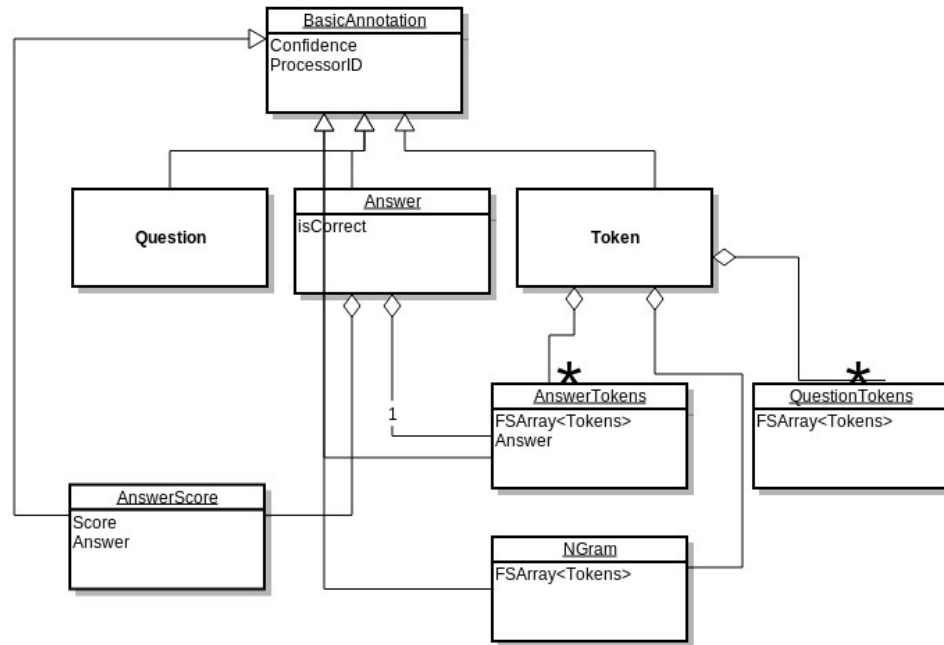 BasicAnnotation
Confidence
ProcessorID
Question
Answer
isCorrect
Token
*
*
AnswerTokens
FSArray<Tokens>
Answer
QuestionTokens
FSArray<Tokens>
1
AnswerScore
Score
Answer
NGram
FSArray<Tokens>